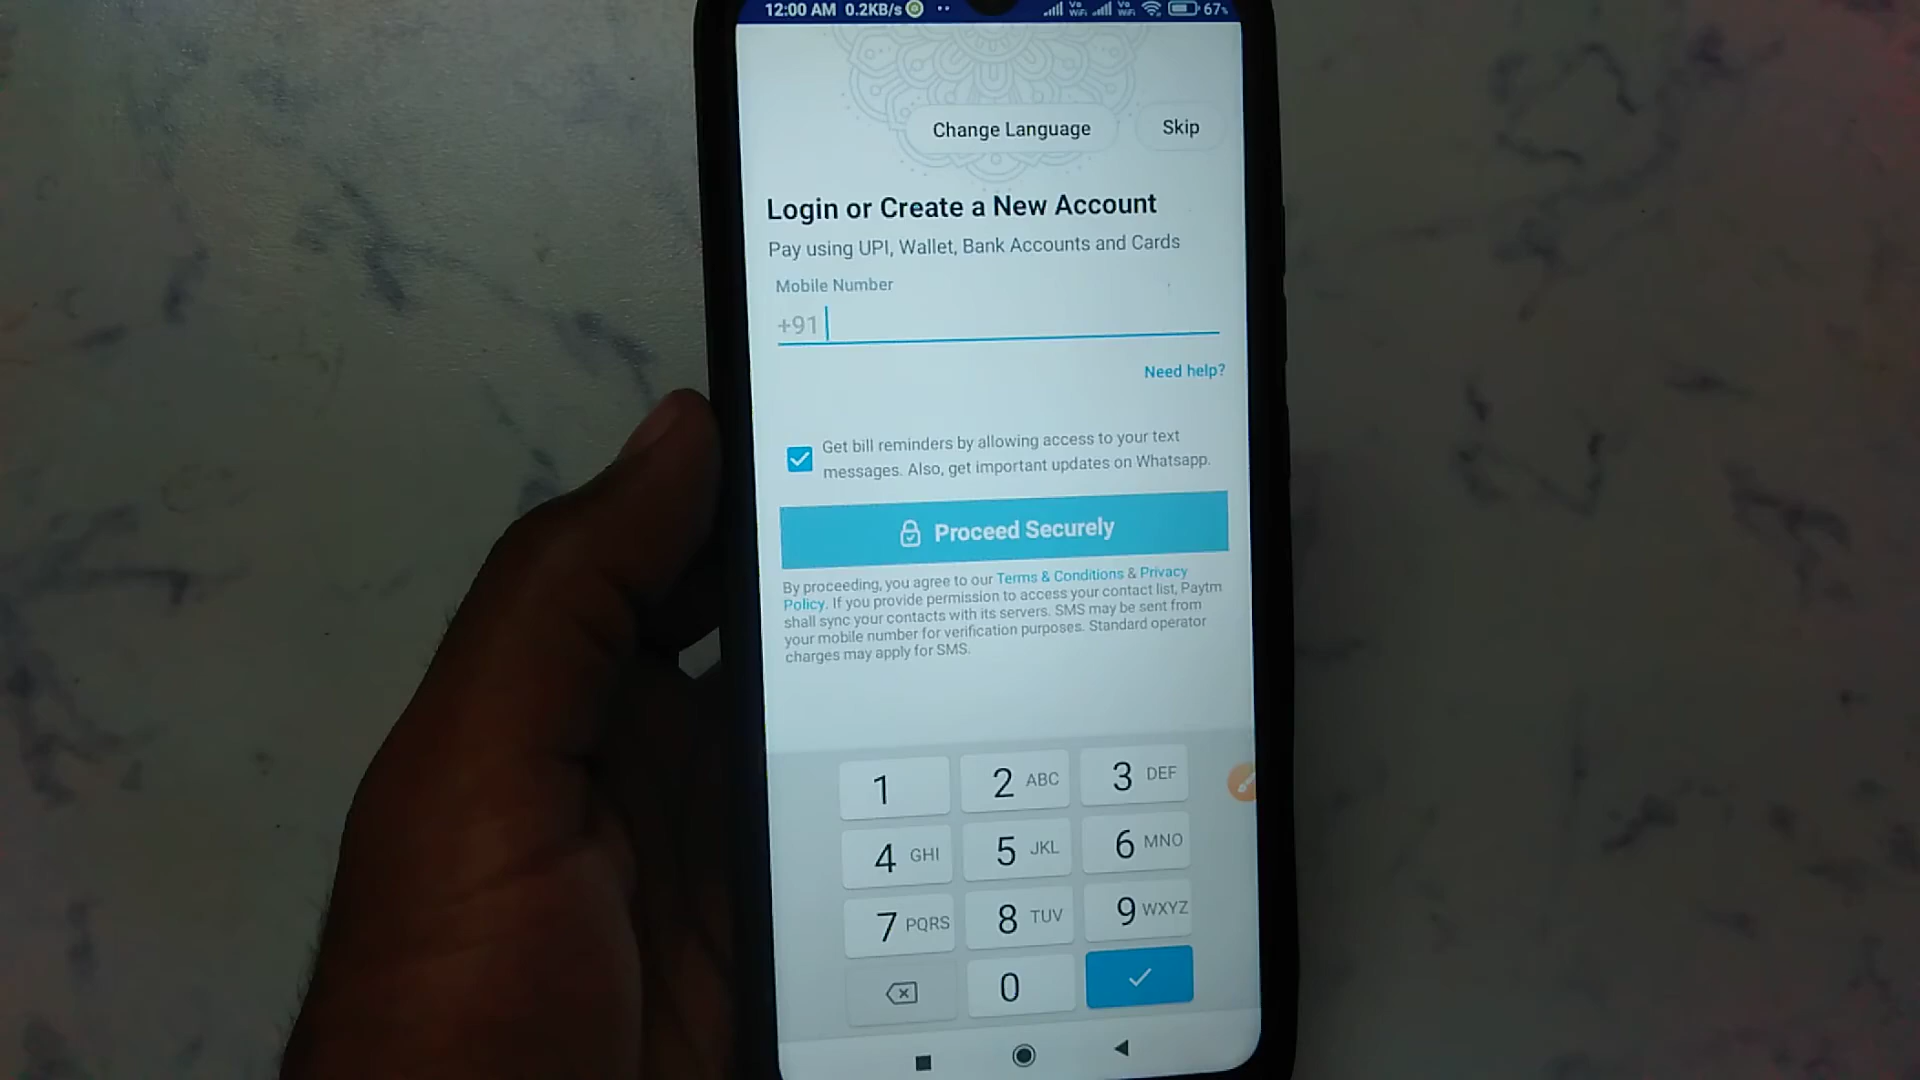 12:00 AM 0.2KB/s Vo WiFi Vo WiFi 67%
Change Language Skip
Login or Create a New Account
Pay using UPI, Wallet, Bank Accounts and Cards
Mobile Number
+91
Need help?
Get bill reminders by allowing access to your text
messages. Also, get important updates on Whatsapp.
Proceed Securely
By proceeding, you agree to our Terms & Conditions & Privacy
Policy. If you provide permission to access your contact list, Paytm
shall sync your contacts with its servers. SMS may be sent from
your mobile number for verification purposes. Standard operator
charges may apply for SMS.
1 2 ABC 3 DEF
4 GHI 5 JKL 6 MNO
7 PQRS 8 TUV 9 WXYZ
0